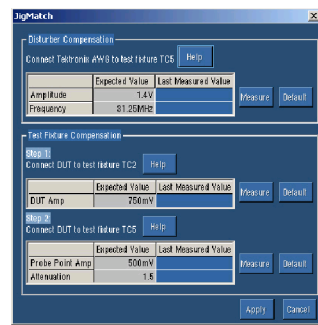 JigMatch
Disturber Compensation
Connect Tektronix AWG to test fixture TC5 Help
Expected Value Last Measured Value
Amplitude 1.4V
Frequency 31.25MHz
Measure Default
Test Fixture Compensation
Step 1:
Connect DUT to test fixture TC2 Help
Expected Value Last Measured Value
DUT Amp 750mV
Measure Default
Step 2
Connect DUT to test fixture TC5 Help
Expected Value Last Measured Value
Probe Point Amp 500mV
Attenuation 1.5
Measure Default
Apply Cancel